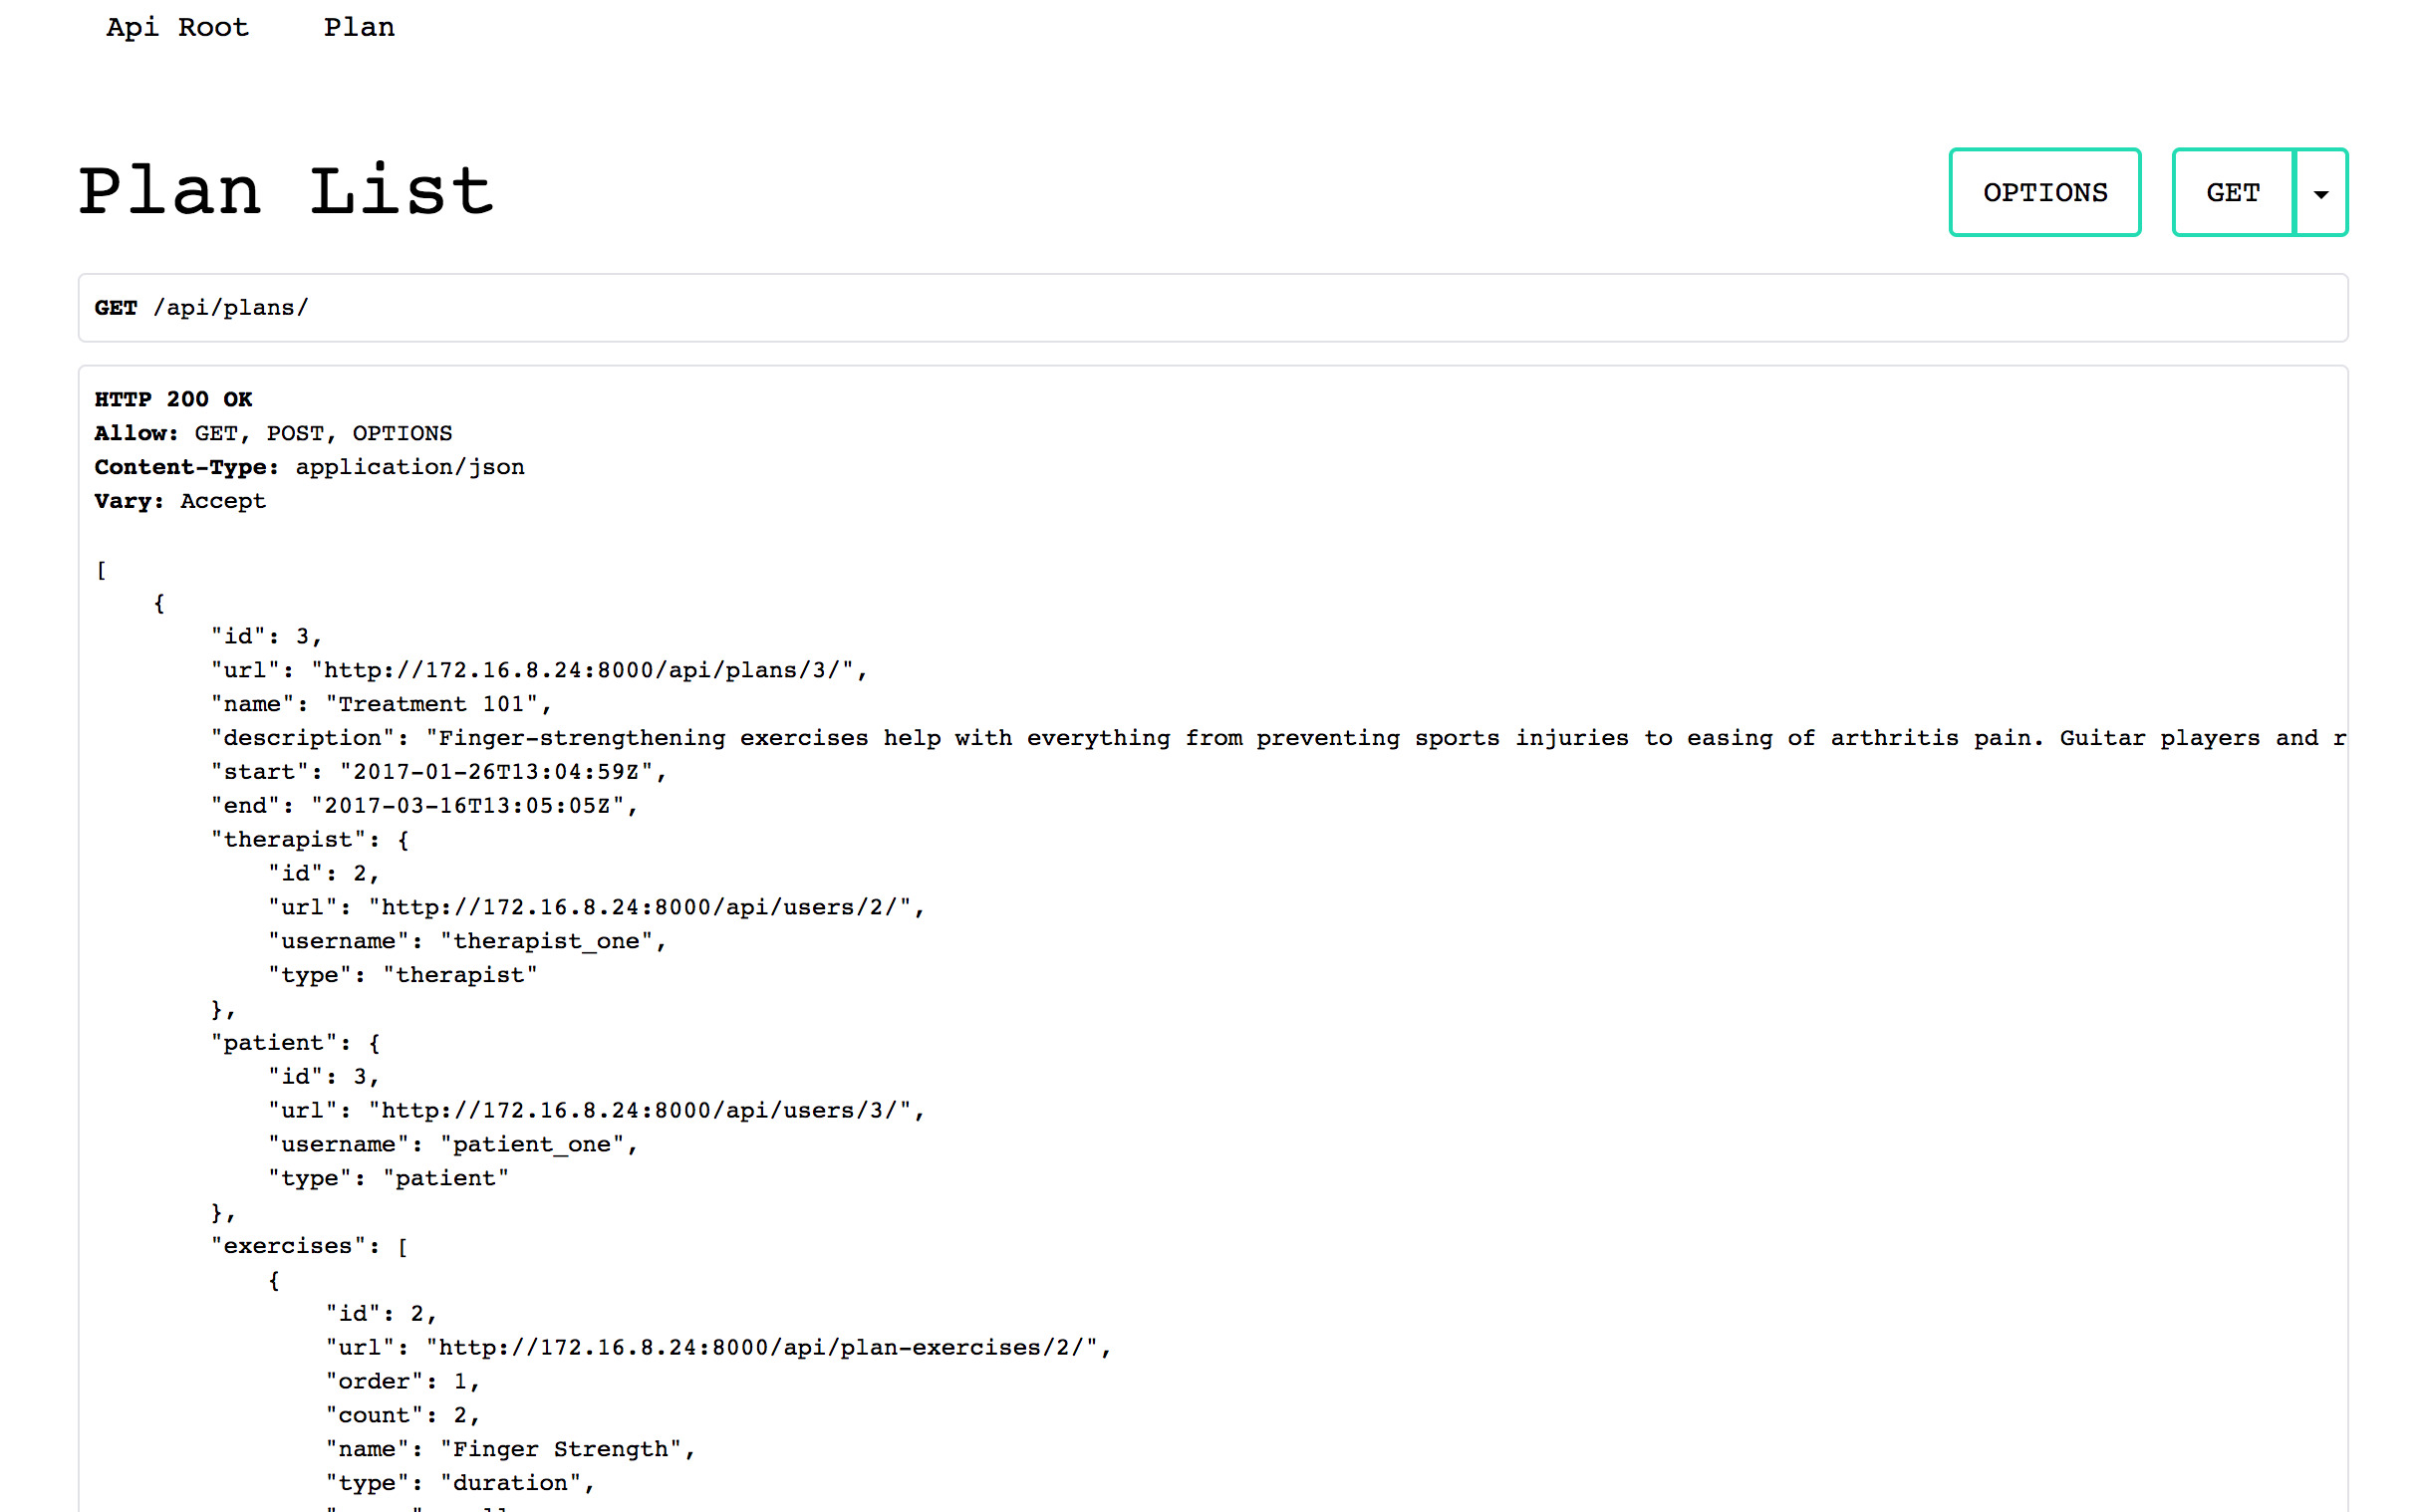 Api Root Plan
Plan List
OPTIONS GET
GET /api/plans/
HTTP 200 OK
Allow: GET, POST, OPTIONS
Content-Type: application/json
Vary: Accept
[
{
"id": 3,
"url": "http://172.16.8.24:8000/api/plans/3/",
"name": "Treatment 101",
"description": "Finger-strengthening exercises help with everything from preventing sports injuries to easing of arthritis pain. Guitar players and r
"start": "2017-01-26T13:04:59Z",
"end": "2017-03-16T13:05:05Z",
"therapist": {
"id": 2,
"url": "http://172.16.8.24:8000/api/users/2/",
"username": "therapist_one",
"type": "therapist"
},
"patient": {
"id": 3,
"url": "http://172.16.8.24:8000/api/users/3/",
"username": "patient_one",
"type": "patient"
},
"exercises": [
{
"id": 2,
"url": "http://172.16.8.24:8000/api/plan-exercises/2/",
"order": 1,
"count": 2,
"name": "Finger Strength",
"type": "duration",